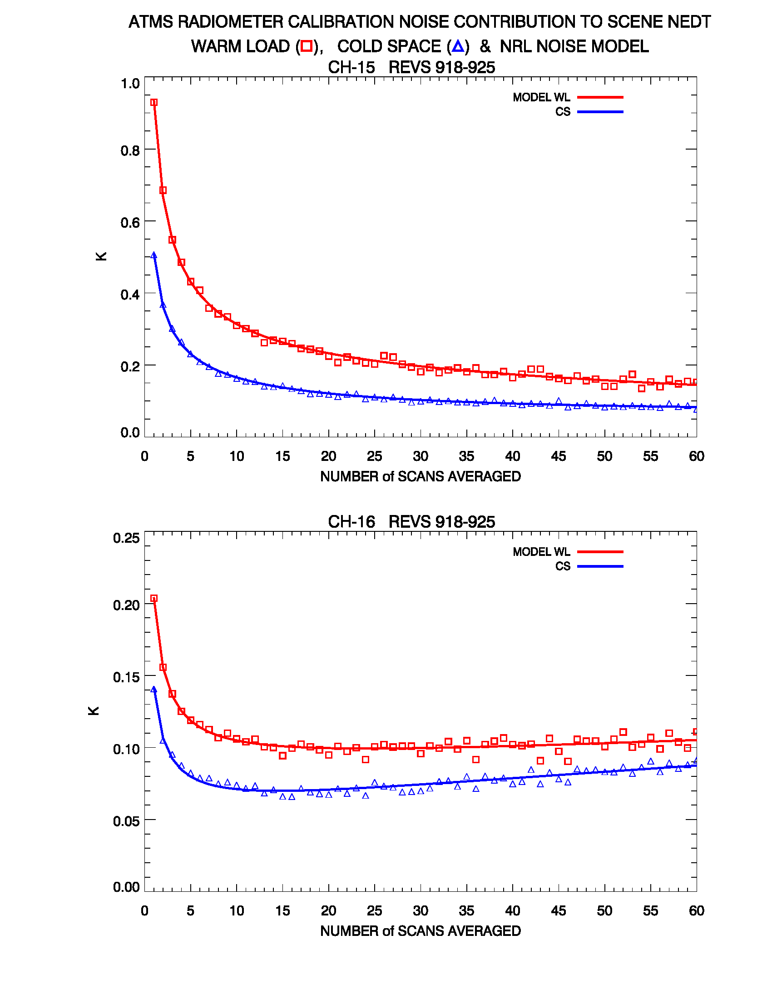 ATMS RADIOMETER CALIBRATION NOISE CONTRIBUTION TO SCENE NEDT
WARM LOAD (□), COLD SPACE (△) & NRL NOISE MODEL
CH-15 REVS 918-925
MODEL WL
CS
1.0
0.8
0.6
0.4
0.2
0.0
K
0 5 10 15 20 25 30 35 40 45 50 55 60
NUMBER of SCANS AVERAGED
CH-16 REVS 918-925
MODEL WL
CS
0.25
0.20
0.15
0.10
0.05
0.00
K
0 5 10 15 20 25 30 35 40 45 50 55 60
NUMBER of SCANS AVERAGED